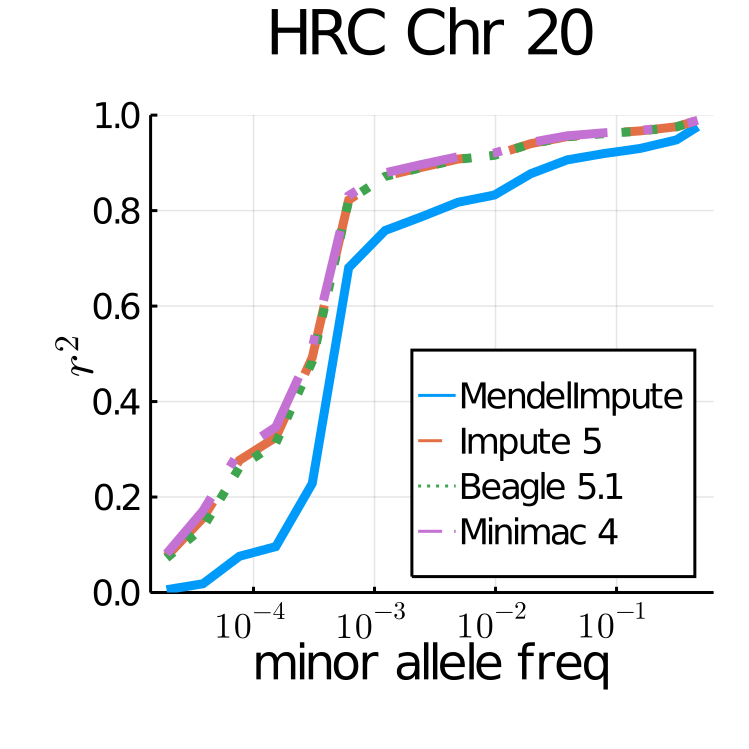 HRC Chr 20
1.0
0.8
0.6
0.4
0.2
0.0
r²
MendelImpute
Impute 5
Beagle 5.1
Minimac 4
10⁻⁴ 10⁻³ 10⁻² 10⁻¹
minor allele freq